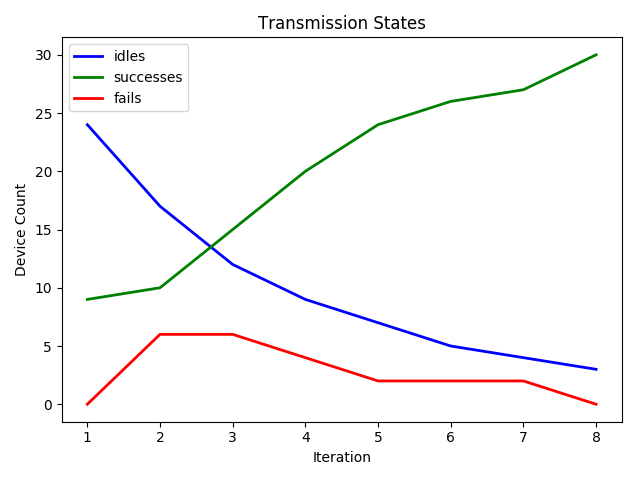 Transmission States
idles
successes
fails
30
25
20
15
10
5
0
Device Count
1 2 3 4 5 6 7 8
Iteration